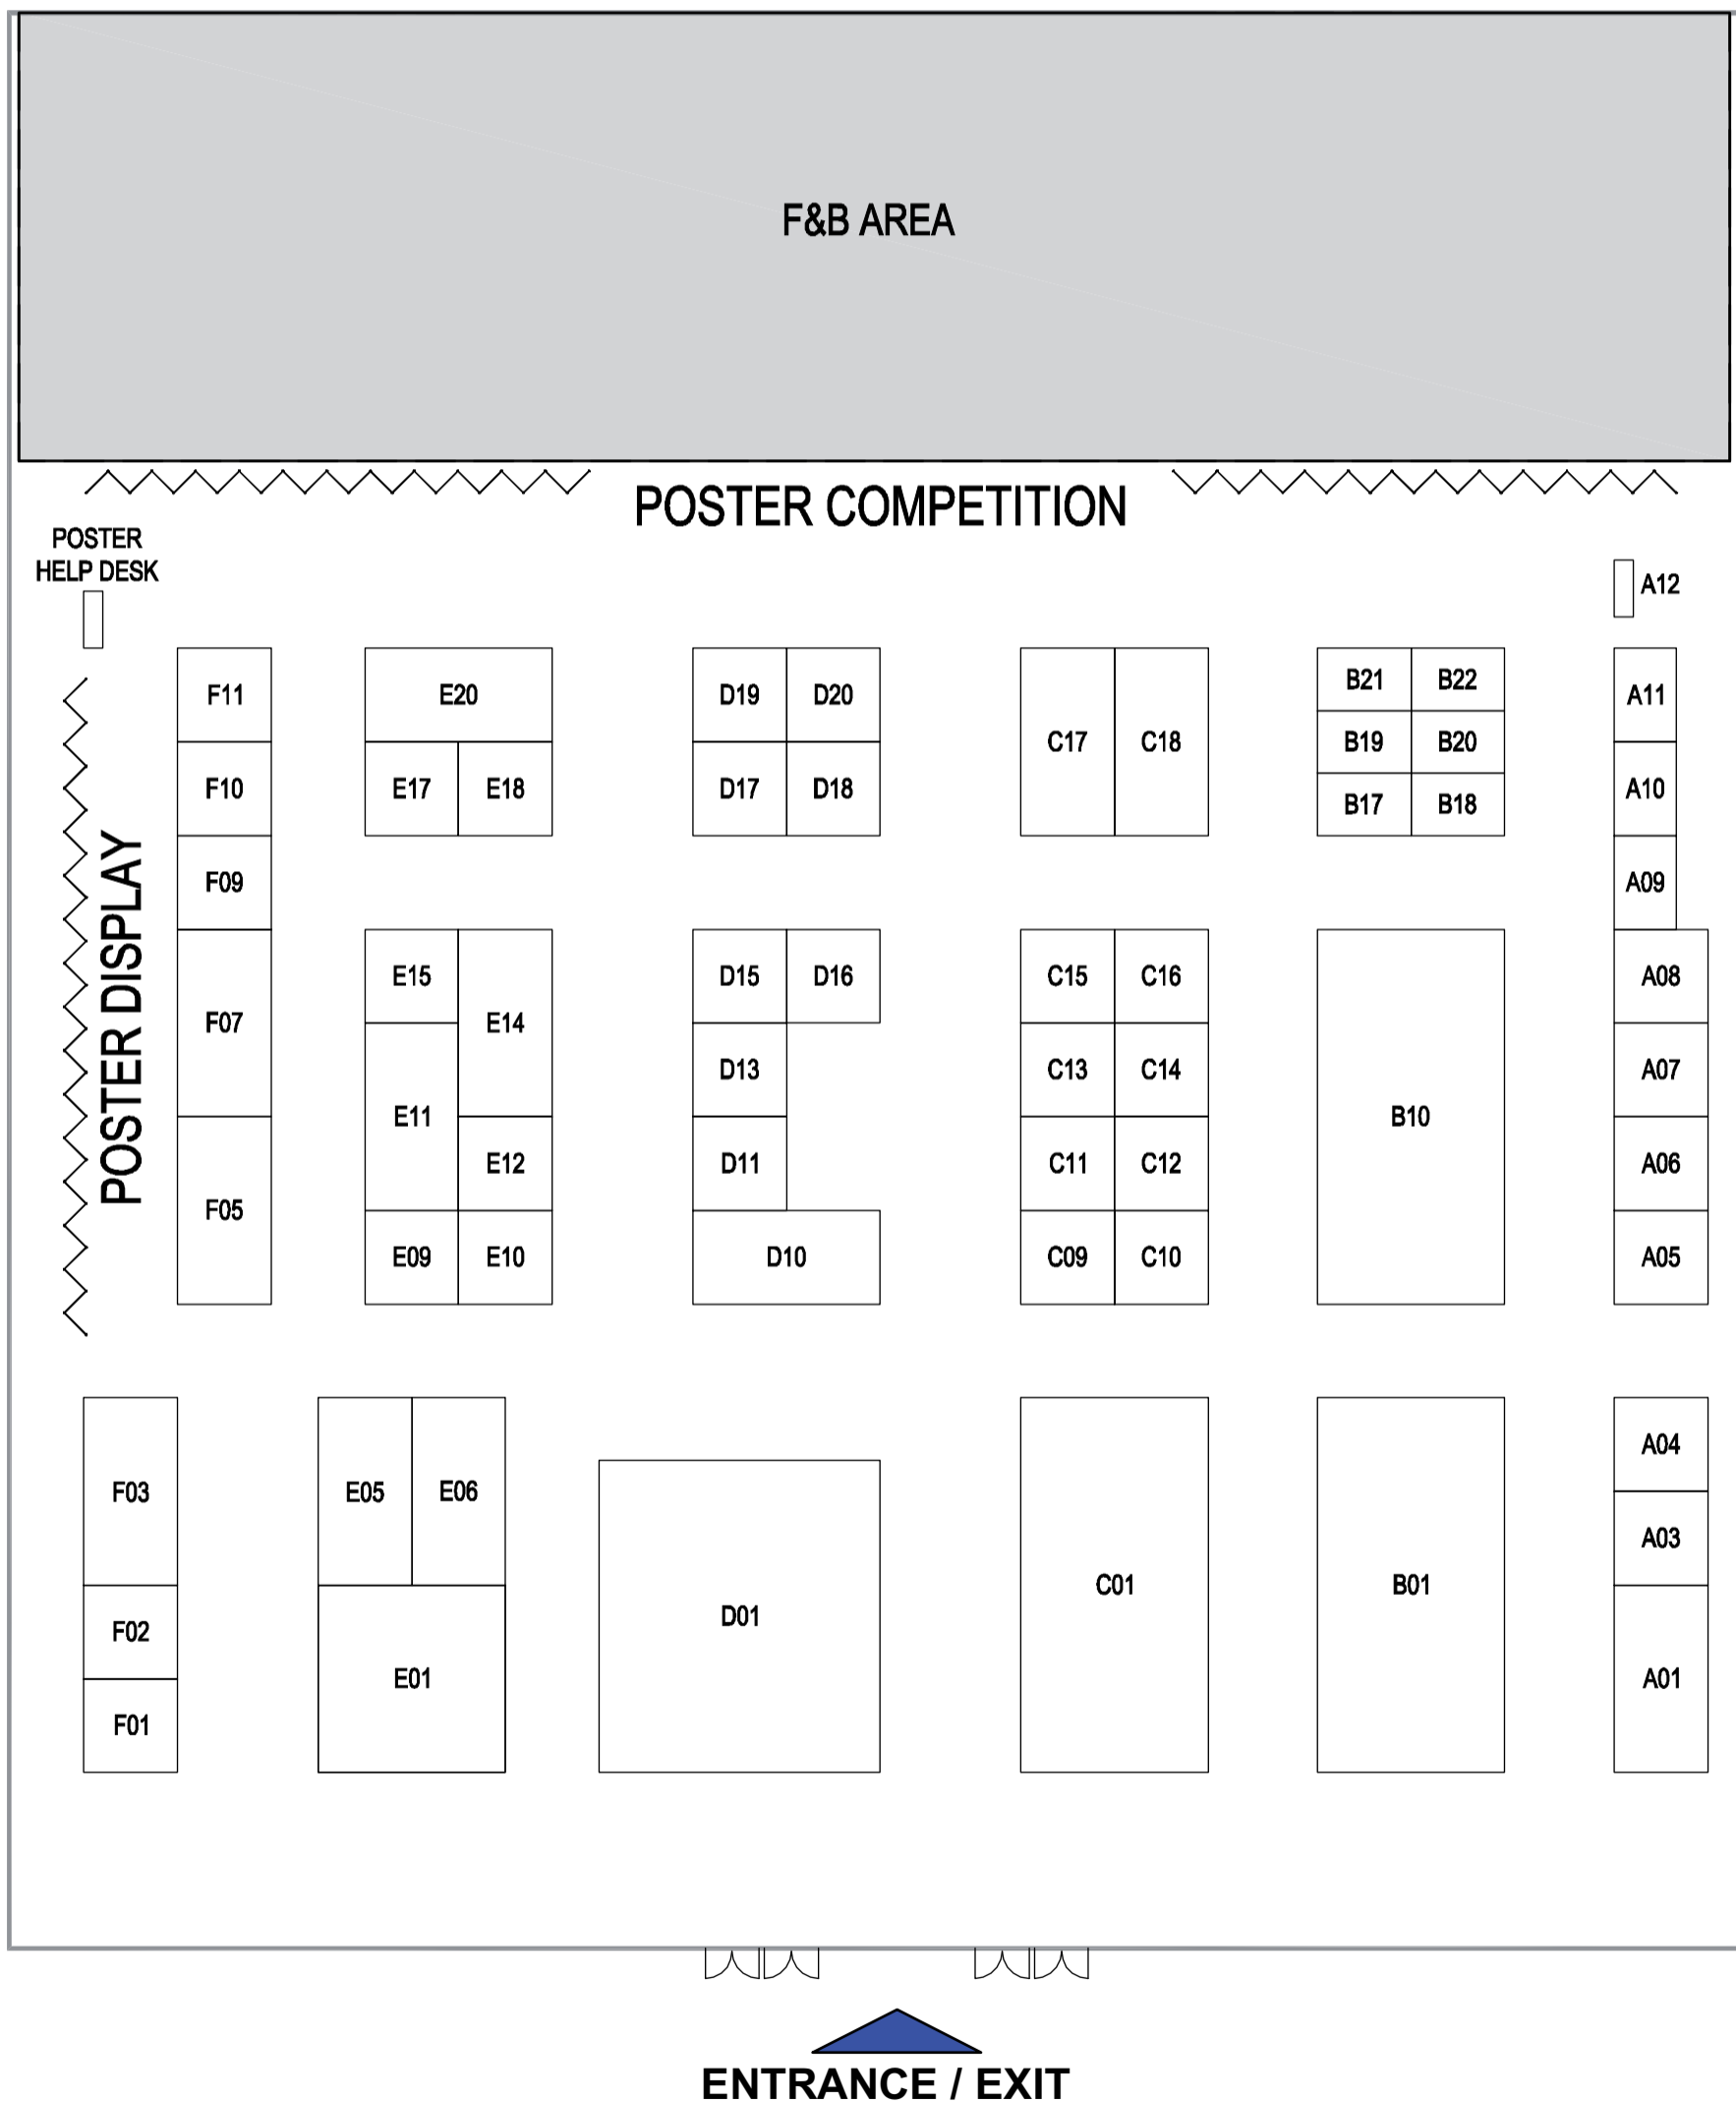 F&B AREA
POSTER COMPETITION
POSTER
HELP DESK
A12
F11
E20
D19
D20
C17
C18
B21
B22
A11
B19
B20
F10
E17
E18
D17
D18
B17
B18
A10
F09
A09
POSTER DISPLAY
F07
E15
E14
D15
D16
C15
C16
B10
A08
E11
D13
C13
C14
A07
E12
D11
C11
C12
A06
F05
E09
E10
D10
C09
C10
A05
F03
E05
E06
D01
C01
B01
A04
A03
F02
E01
A01
F01
ENTRANCE / EXIT